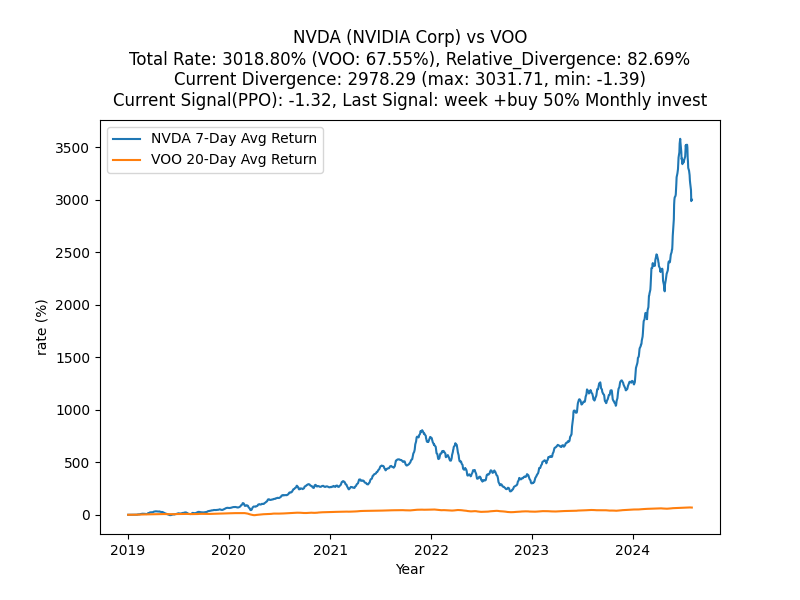 NVDA (NVIDIA Corp) vs VOO
Total Rate: 3018.80% (VOO: 67.55%), Relative_Divergence: 82.69%
Current Divergence: 2978.29 (max: 3031.71, min: -1.39)
Current Signal(PPO): -1.32, Last Signal: week +buy 50% Monthly invest
NVDA 7-Day Avg Return
VOO 20-Day Avg Return
rate (%)
3500
3000
2500
2000
1500
1000
500
0
2019 2020 2021 2022 2023 2024
Year